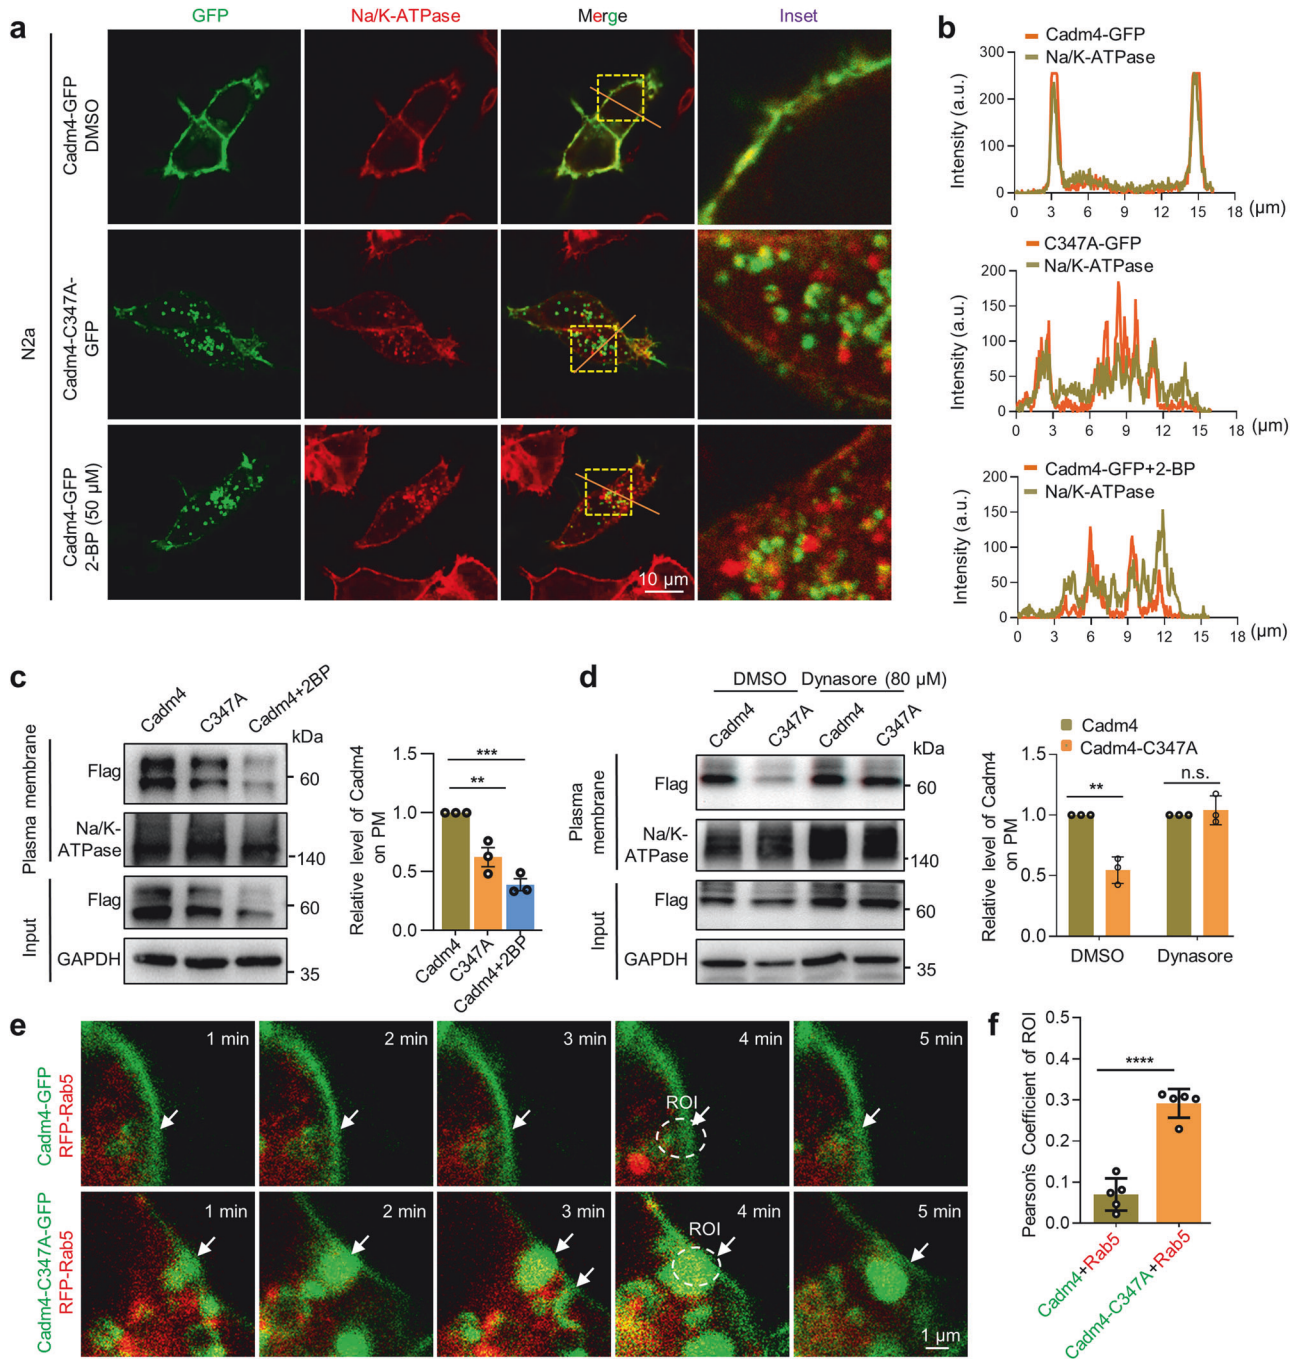 a
GFP
Na/K-ATPase
Merge
Inset
N2a
Cadm4-GFP
DMSO
Cadm4-C347A-
GFP
Cadm4-GFP
2-BP (50 µM)
10 µm
b
Cadm4-GFP
Na/K-ATPase
Intensity (a.u.)
300
200
100
0
0 3 6 9 12 15 18 (µm)
C347A-GFP
Na/K-ATPase
Intensity (a.u.)
200
150
100
50
0
0 3 6 9 12 15 18 (µm)
Cadm4-GFP+2-BP
Na/K-ATPase
Intensity (a.u.)
200
150
100
50
0
0 3 6 9 12 15 18 (µm)
c
Cadm4
C347A
Cadm4+2BP
kDa
Plasma membrane
Flag
60
Na/K-
ATPase
140
Input
Flag
60
GAPDH
35
Relative level of Cadm4
on PM
1.5
1.0
0.5
0.0
***
**
Cadm4
C347A
Cadm4+2BP
d
DMSO
Dynasore (80 µM)
Cadm4
C347A
Cadm4
C347A
kDa
Plasma
membrane
Flag
60
Na/K-
ATPase
140
Input
Flag
60
GAPDH
35
Cadm4
Cadm4-C347A
Relative level of Cadm4
on PM
1.5
1.0
0.5
0.0
**
n.s.
DMSO
Dynasore
e
Cadm4-GFP
RFP-Rab5
1 min
2 min
3 min
4 min
5 min
ROI
Cadm4-C347A-GFP
RFP-Rab5
1 min
2 min
3 min
4 min
5 min
ROI
1 µm
f
Pearson's Coefficient of ROI
0.5
0.4
0.3
0.2
0.1
0.0
****
Cadm4+Rab5
Cadm4-C347A+Rab5